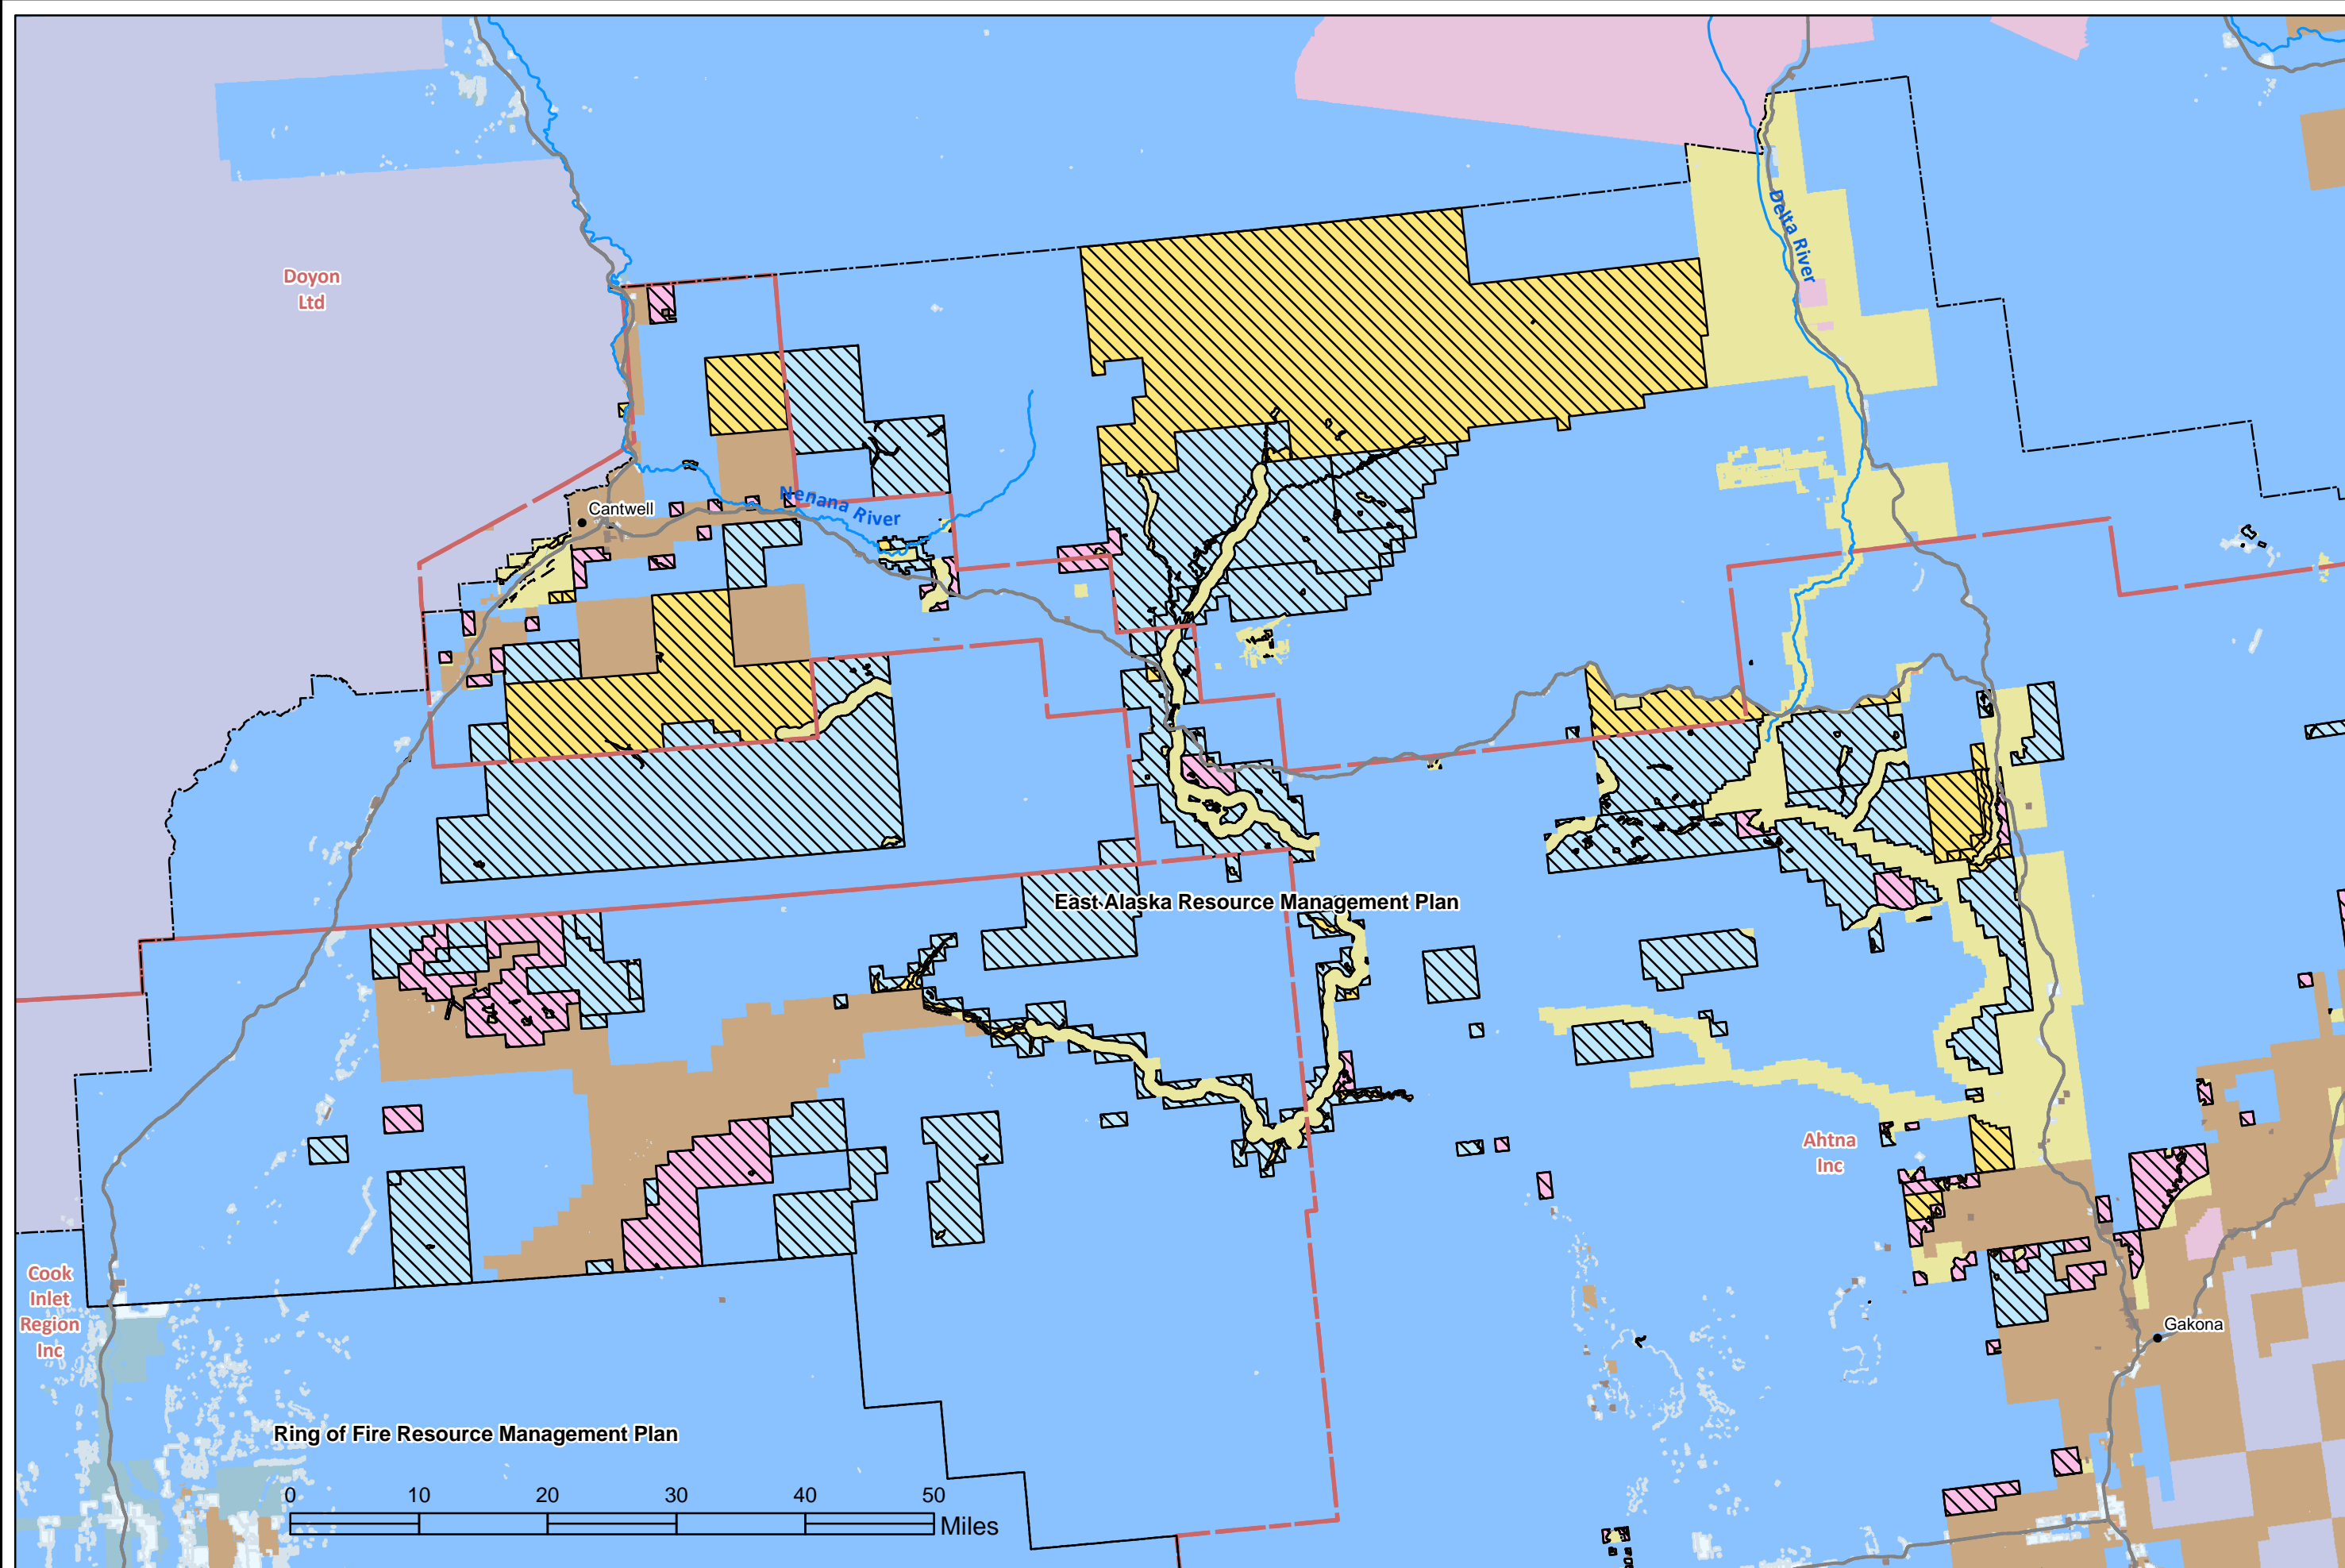 Delta River
Doyon
Ltd
Nenana River
Cantwell
East Alaska Resource Management Plan
Ahtna
Inc
Cook
Inlet
Region
Inc
Gakona
Ring of Fire Resource Management Plan
0 10 20 30 40 50
Miles